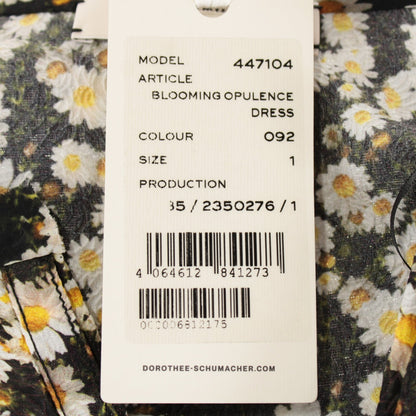 MODEL 447104
ARTICLE
BLOOMING OPULENCE
DRESS
COLOUR 092
SIZE 1
PRODUCTION
35 / 2350276 / 1
4 064612 841273
000006812175
DOROTHEE-SCHUMACHER.COM